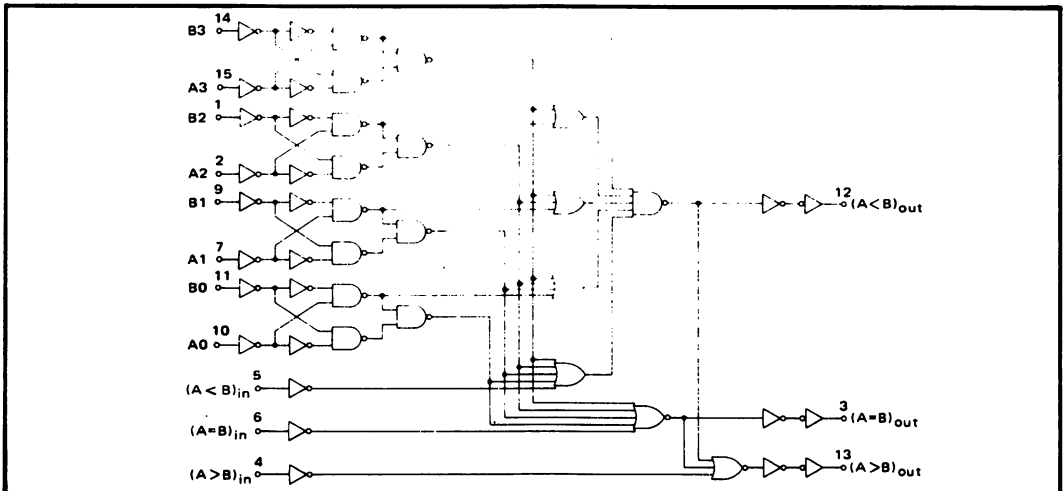 14
B3
15
A3
1
B2
2
A2
9
B1
12
(A<B)out
7
A1
11
B0
10
A0
5
(A<B)in
6
(A=B)in
3
(A=B)out
4
(A>B)in
13
(A>B)out